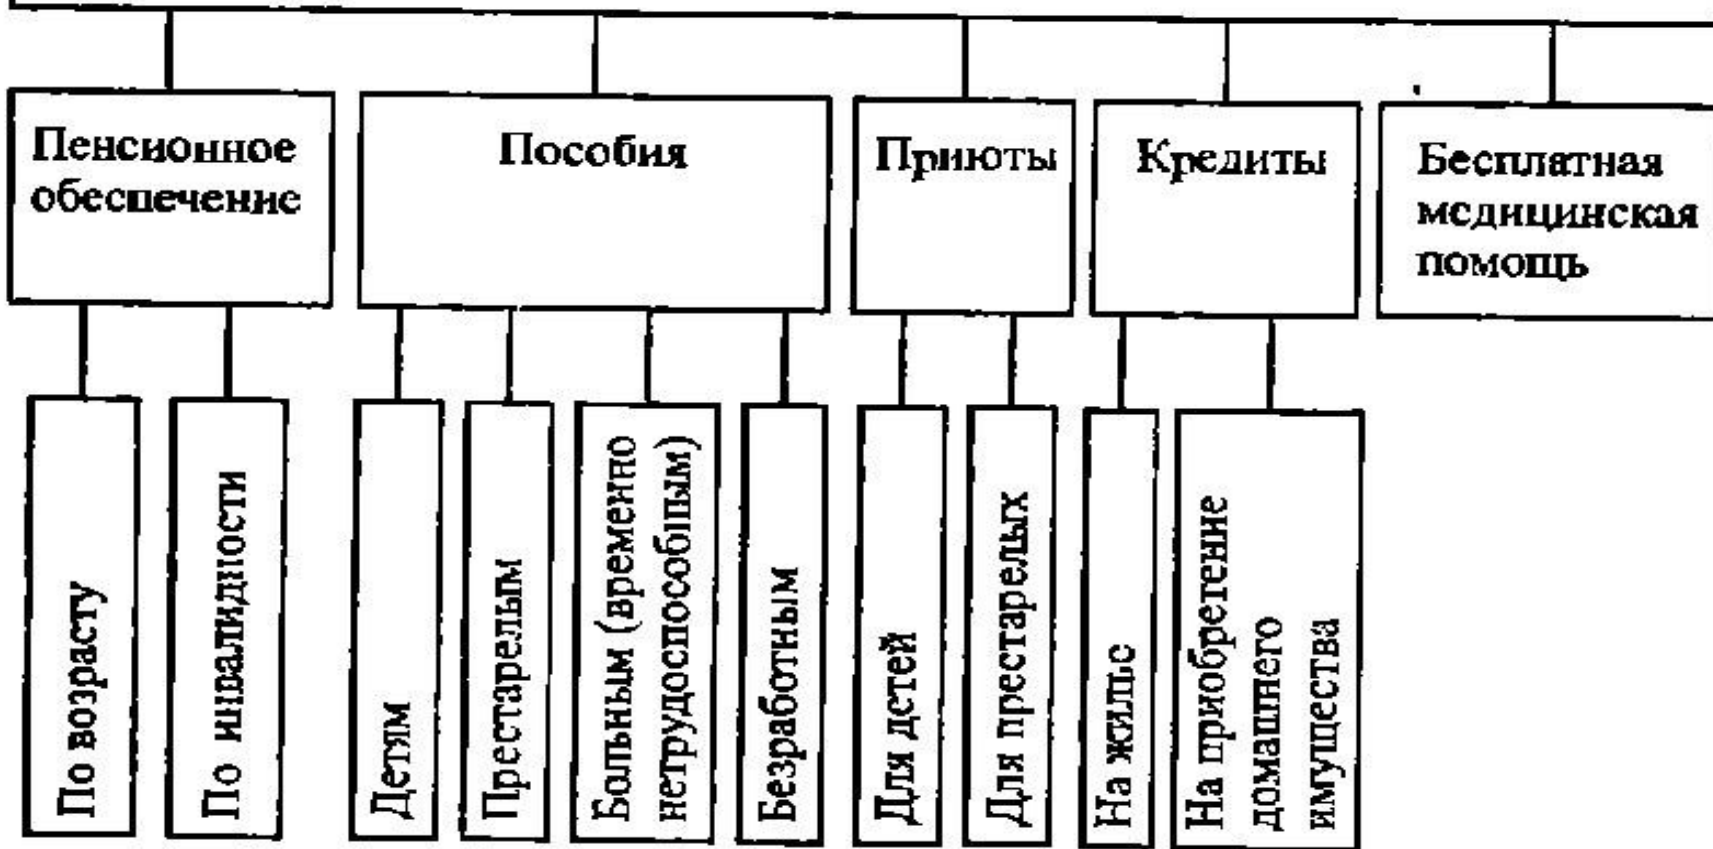 Пенсионное
обеспечение
Пособия
Приюты
Кредиты
Бесплатная
медицинская
помощь
По возрасту
По инвалидности
Детям
Престарелым
Больным (временно
нетрудоспособным)
Безработным
Для детей
Для престарелых
На жилье
На приобретение
домашнего
имущества